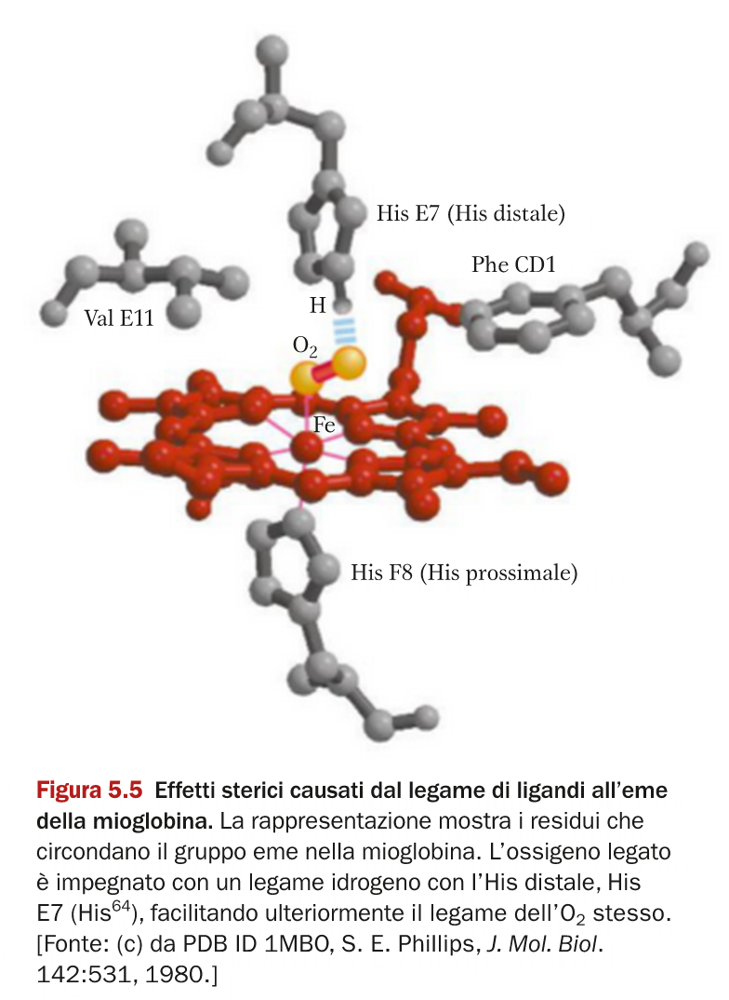 His E7 (His distale)
Phe CD1
H
Val E11
O₂
Fe
His F8 (His prossimale)
Figura 5.5 Effetti sterici causati dal legame di ligandi all’eme
della mioglobina. La rappresentazione mostra i residui che
circondano il gruppo eme nella mioglobina. L’ossigeno legato
è impegnato con un legame idrogeno con l’His distale, His
E7 (His⁶⁴), facilitando ulteriormente il legame dell’O₂ stesso.
[Fonte: (c) da PDB ID 1MBO, S. E. Phillips, J. Mol. Biol.
142:531, 1980.]